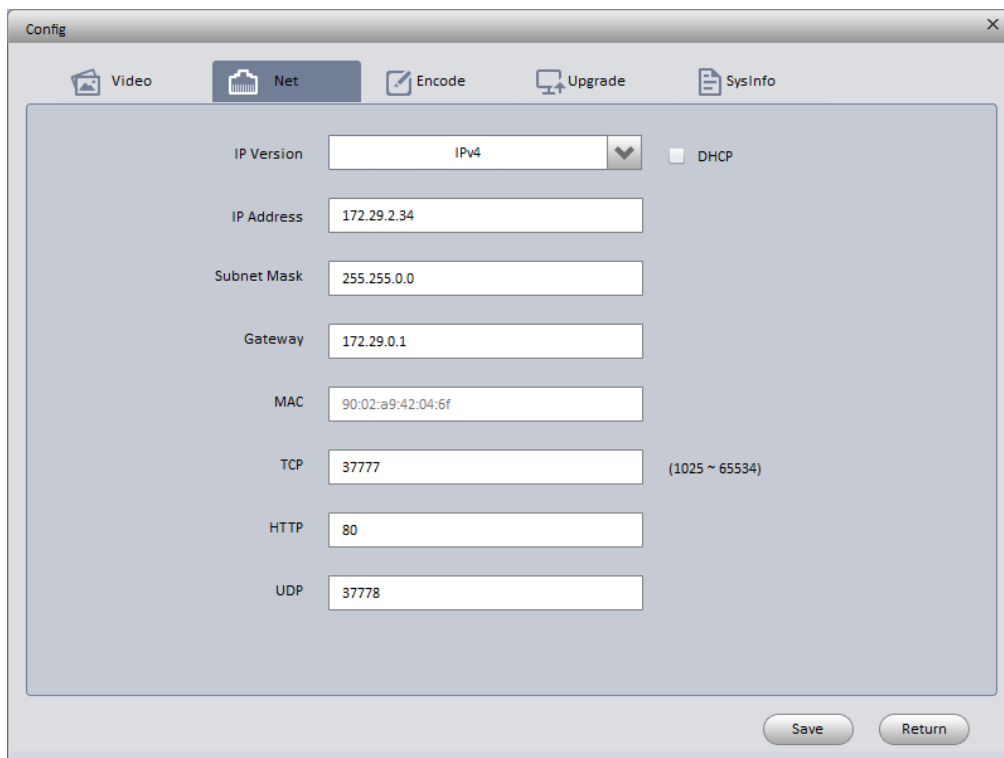 Config
Video Net Encode Upgrade SysInfo
IP Version IPv4 DHCP
IP Address 172.29.2.34
Subnet Mask 255.255.0.0
Gateway 172.29.0.1
MAC 90:02:a9:42:04:6f
TCP 37777 (1025 ~ 65534)
HTTP 80
UDP 37778
Save Return